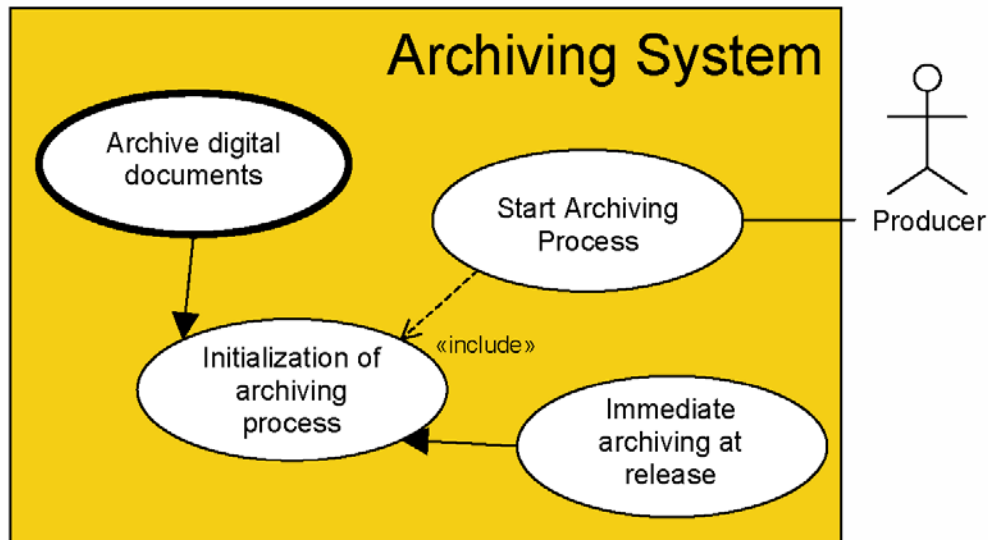 Archiving System
Archive digital
documents
Start Archiving
Process
Producer
«include»
Initialization of
archiving
process
Immediate
archiving at
release